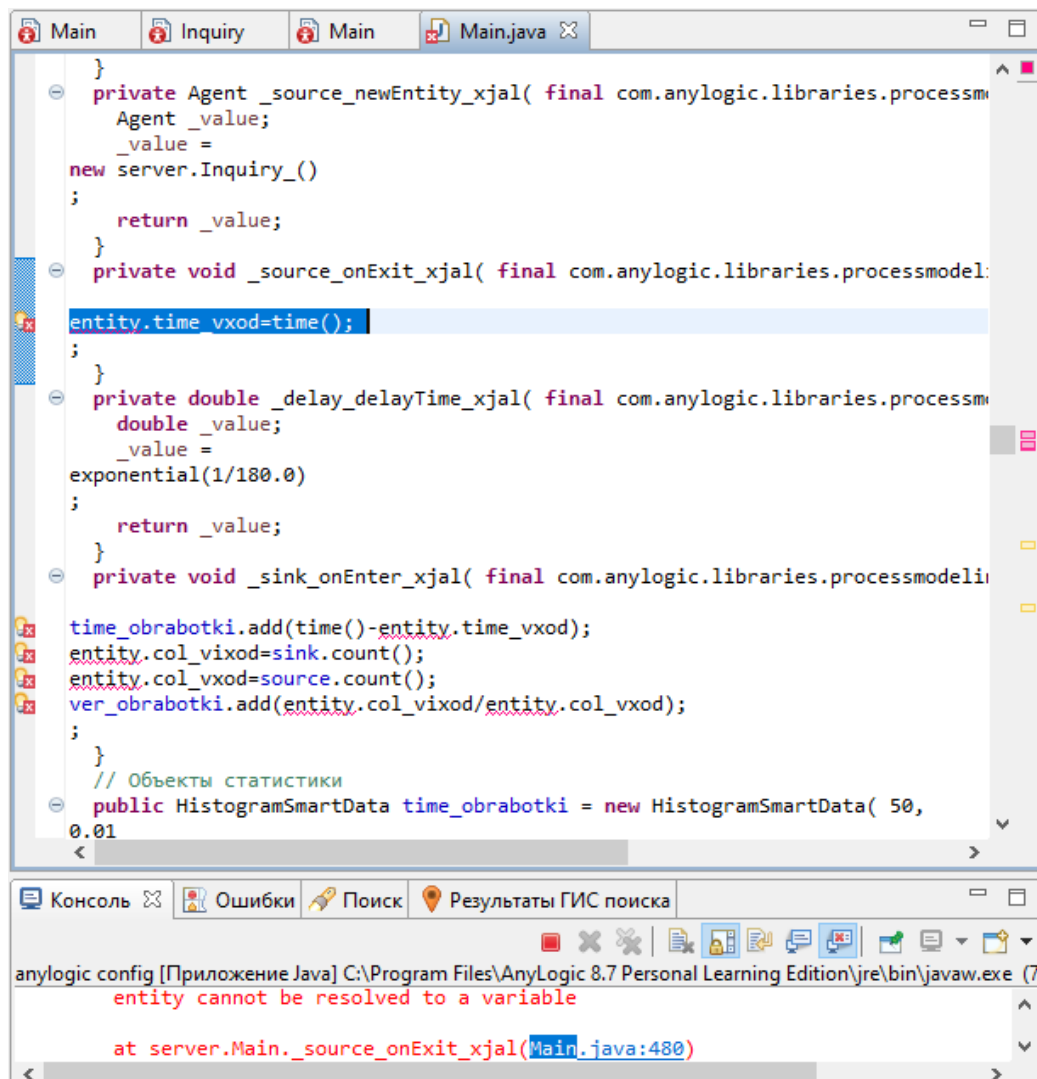 Main Inquiry Main Main.java
}
private Agent _source_newEntity_xjal( final com.anylogic.libraries.processm
Agent _value;
_value =
new server.Inquiry_()
;
return _value;
}
private void _source_onExit_xjal( final com.anylogic.libraries.processmodeli
entity.time_vxod=time();
;
}
private double _delay_delayTime_xjal( final com.anylogic.libraries.processm
double _value;
_value =
exponential(1/180.0)
;
return _value;
}
private void _sink_onEnter_xjal( final com.anylogic.libraries.processmodeli
time_obrabotki.add(time()-entity.time_vxod);
entity.col_vixod=sink.count();
entity.col_vxod=source.count();
ver_obrabotki.add(entity.col_vixod/entity.col_vxod);
;
}
// Объекты статистики
public HistogramSmartData time_obrabotki = new HistogramSmartData( 50,
0.01
Консоль Ошибки Поиск Результаты ГИС поиска
anylogic config [Приложение Java] C:\Program Files\AnyLogic 8.7 Personal Learning Edition\jre\bin\javaw.exe (7
entity cannot be resolved to a variable
at server.Main._source_onExit_xjal(Main.java:480)